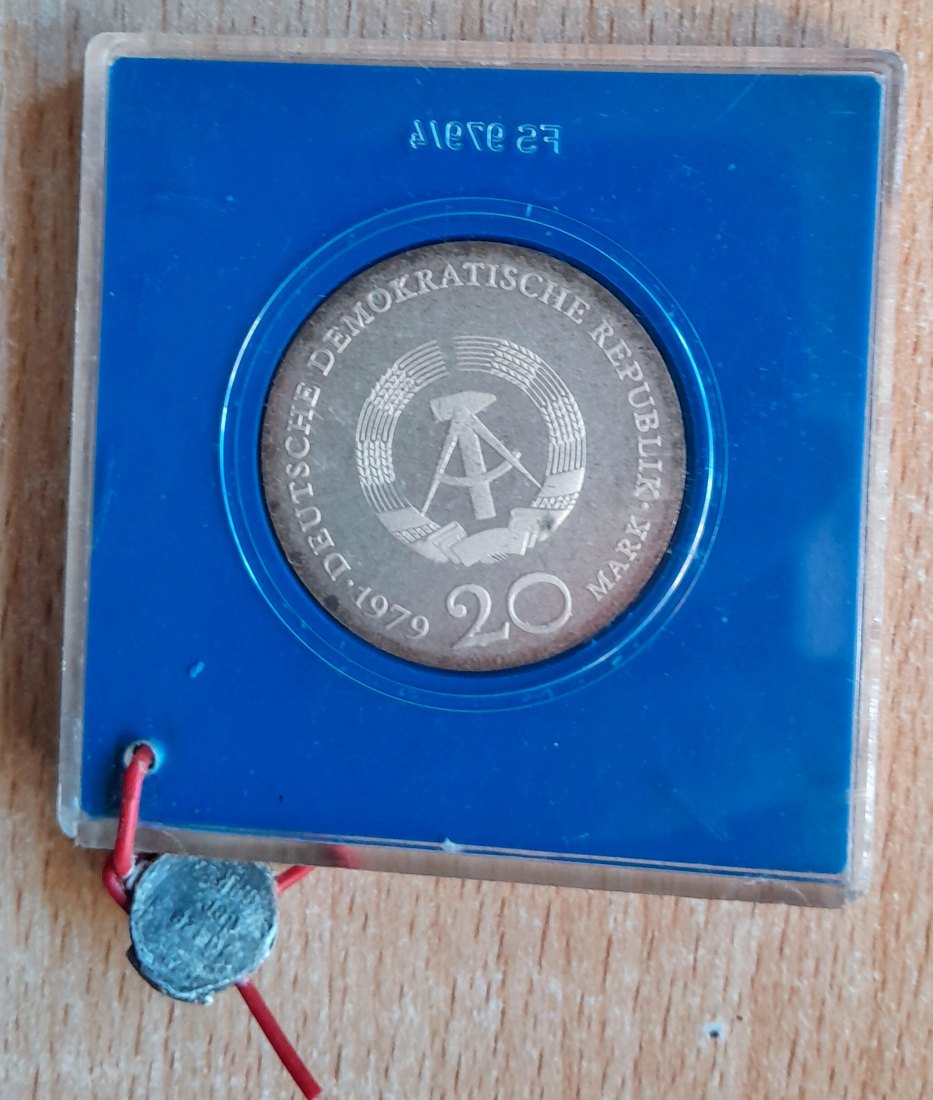 FS 979/4
· DEUTSCHE DEMOKRATISCHE REPUBLIK ·
1979 20 MARK